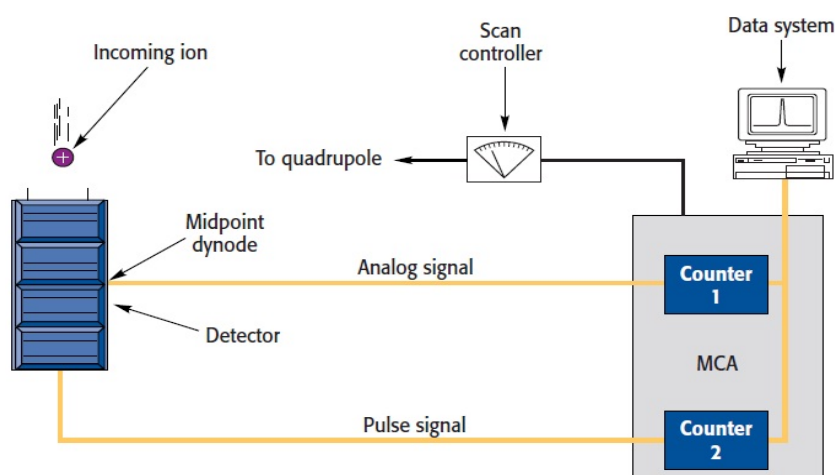 Incoming ion
Scan
controller
Data system
To quadrupole
Midpoint
dynode
Analog signal
Counter
1
Detector
MCA
Pulse signal
Counter
2